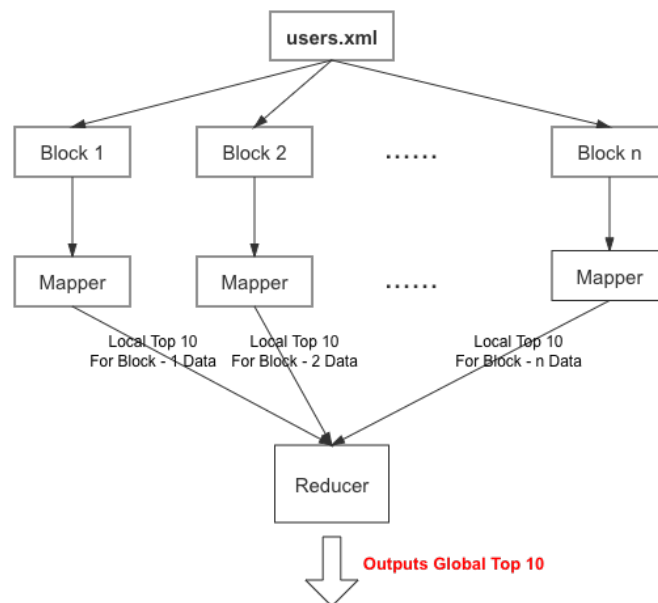 users.xml
Block 1
Block 2
......
Block n
Mapper
Mapper
......
Mapper
Local Top 10
For Block - 1 Data
Local Top 10
For Block - 2 Data
Local Top 10
For Block - n Data
Reducer
Outputs Global Top 10